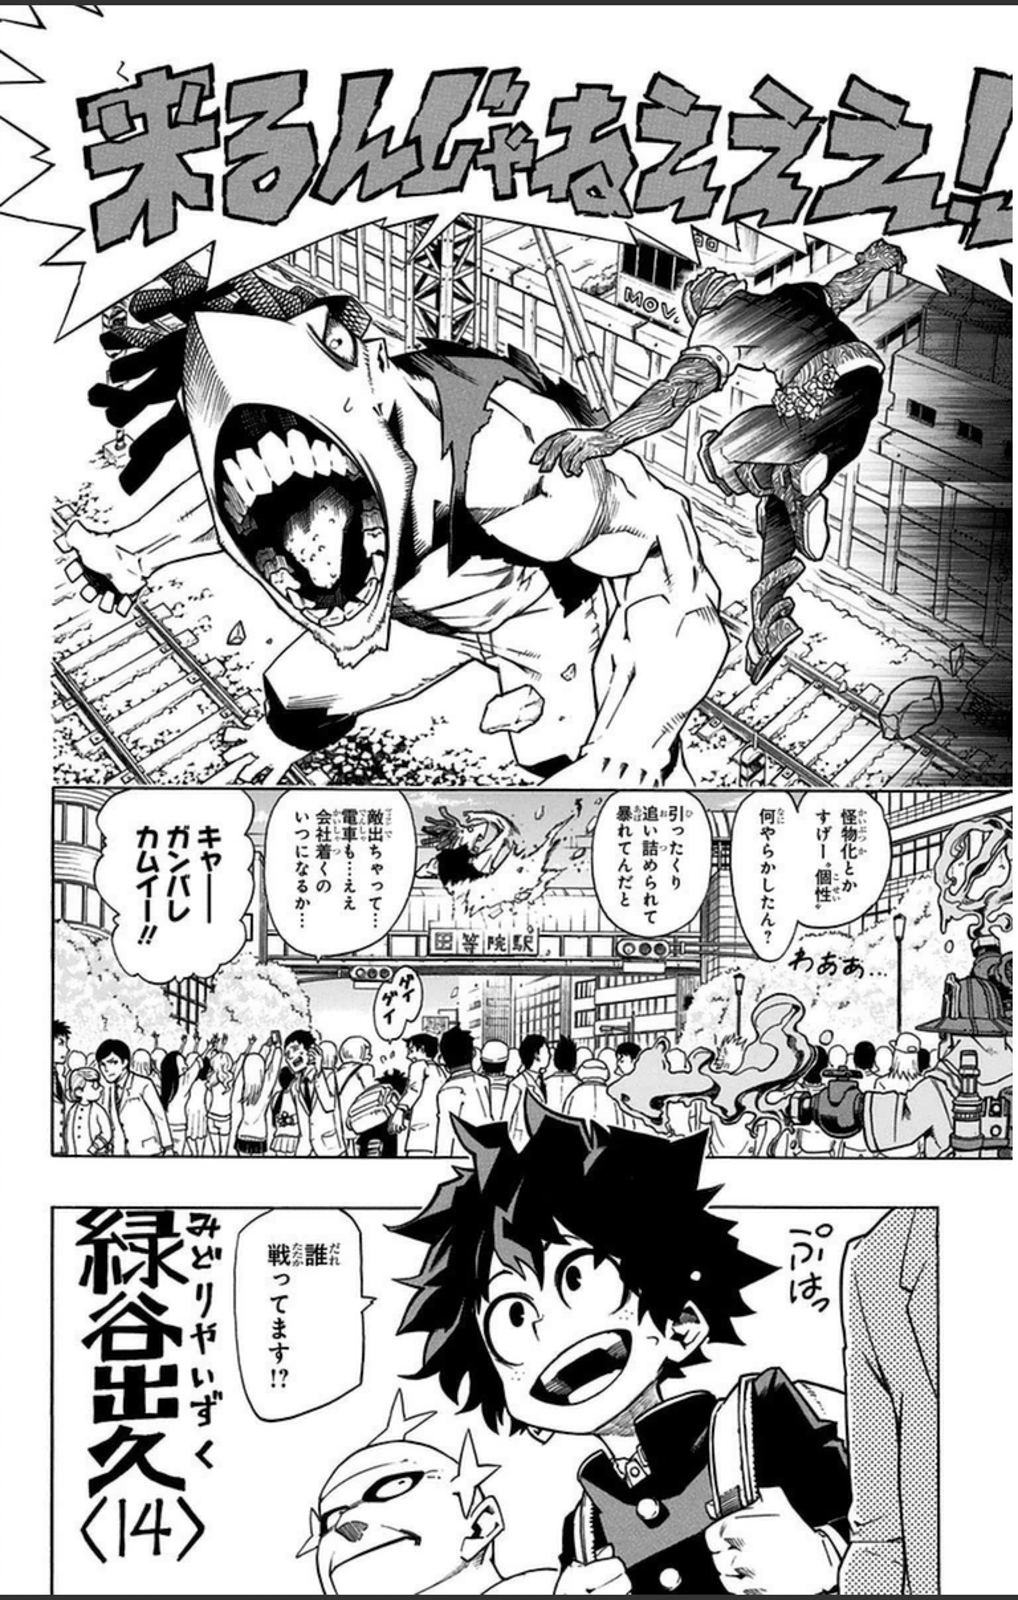 来るんじゃねえええ!!
MOV.
怪物化とか
すげー“個性”
何やらかしたん?
引ったくり
追い詰められて
暴れてんだと
敵出ちゃって…
電車も…ええ
会社着くの
いつになるか…
キャー
ガンバレ
カムイー!!
田等院駅
わああ…
グイ
グイ
ぷはっ
誰
戦ってます!?
みどりやいずく
緑谷出久
〈14〉